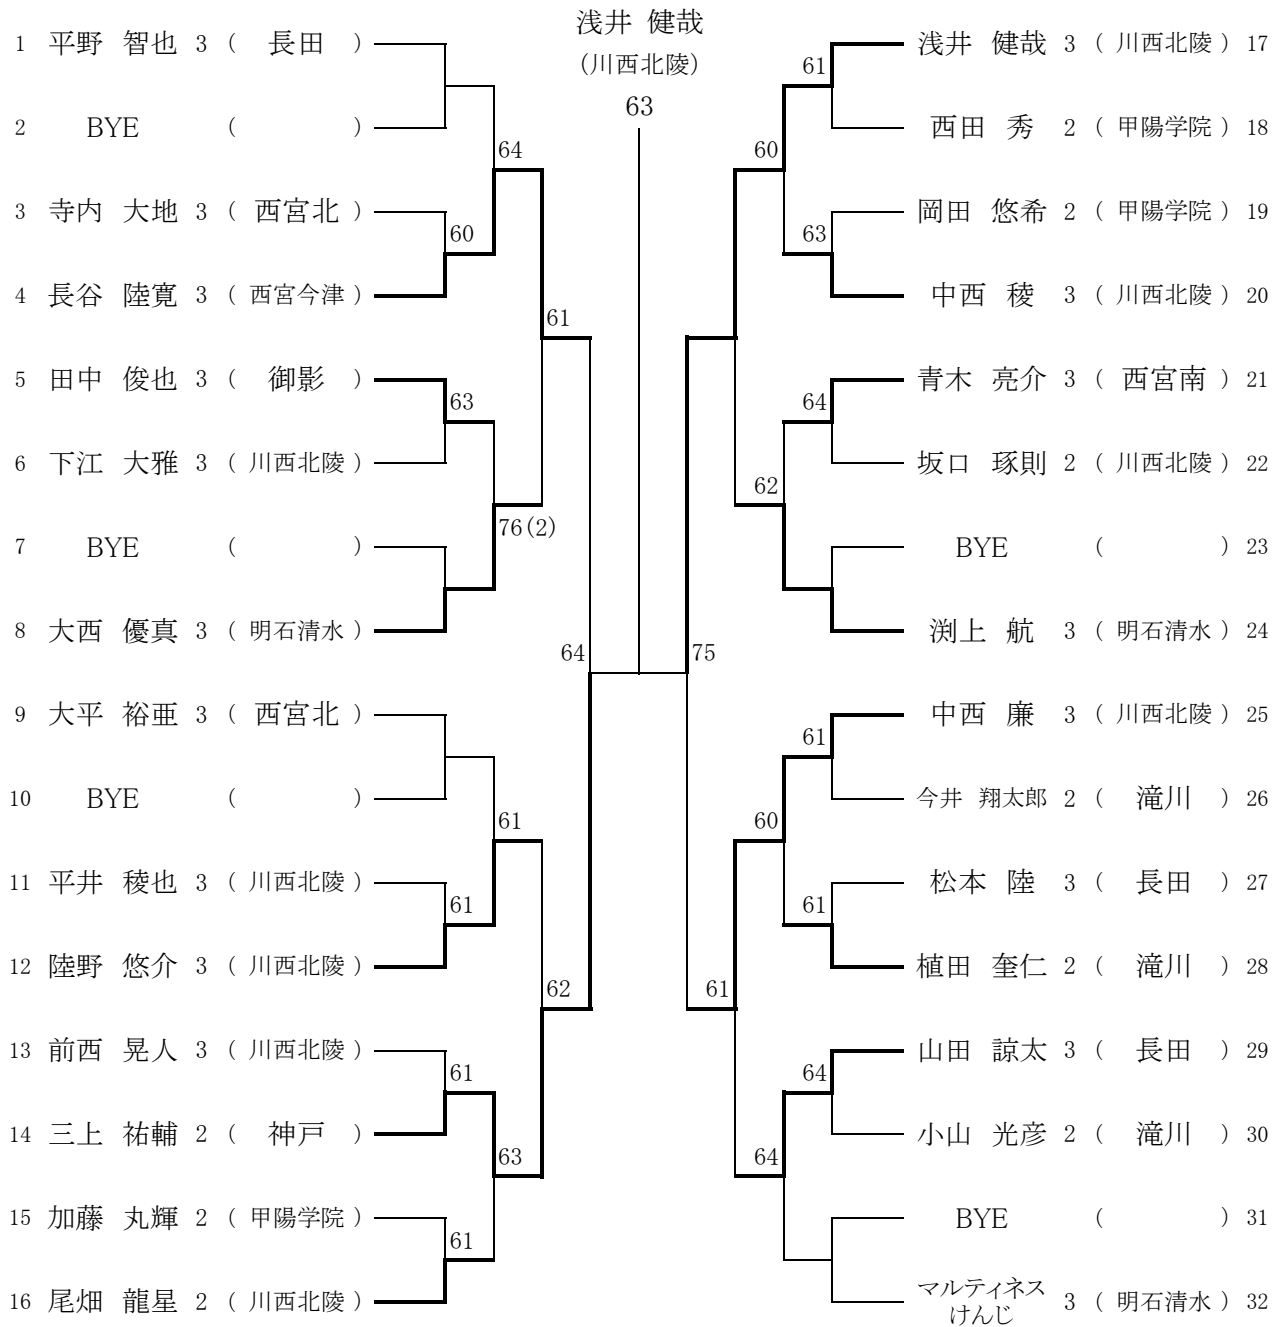 浅井 健哉
(川西北陵)
63
1 平野 智也 3 ( 長田 )
2 BYE ( )
64
3 寺内 大地 3 ( 西宮北 )
60
4 長谷 陸寛 3 ( 西宮今津 )
61
5 田中 俊也 3 ( 御影 )
63
6 下江 大雅 3 ( 川西北陵 )
76(2)
7 BYE ( )
8 大西 優真 3 ( 明石清水 )
64
9 大平 裕亜 3 ( 西宮北 )
10 BYE ( )
61
11 平井 稜也 3 ( 川西北陵 )
61
12 陸野 悠介 3 ( 川西北陵 )
62
13 前西 晃人 3 ( 川西北陵 )
61
14 三上 祐輔 2 ( 神戸 )
63
15 加藤 丸輝 2 ( 甲陽学院 )
61
16 尾畑 龍星 2 ( 川西北陵 )
浅井 健哉 3 ( 川西北陵 ) 17
61
西田 秀 2 ( 甲陽学院 ) 18
60
岡田 悠希 2 ( 甲陽学院 ) 19
63
中西 稜 3 ( 川西北陵 ) 20
青木 亮介 3 ( 西宮南 ) 21
64
坂口 琢則 2 ( 川西北陵 ) 22
62
BYE ( ) 23
渕上 航 3 ( 明石清水 ) 24
75
中西 廉 3 ( 川西北陵 ) 25
61
今井 翔太郎 2 ( 滝川 ) 26
60
松本 陸 3 ( 長田 ) 27
61
植田 奎仁 2 ( 滝川 ) 28
61
山田 諒太 3 ( 長田 ) 29
64
小山 光彦 2 ( 滝川 ) 30
64
BYE ( ) 31
マルティネス
けんじ 3 ( 明石清水 ) 32